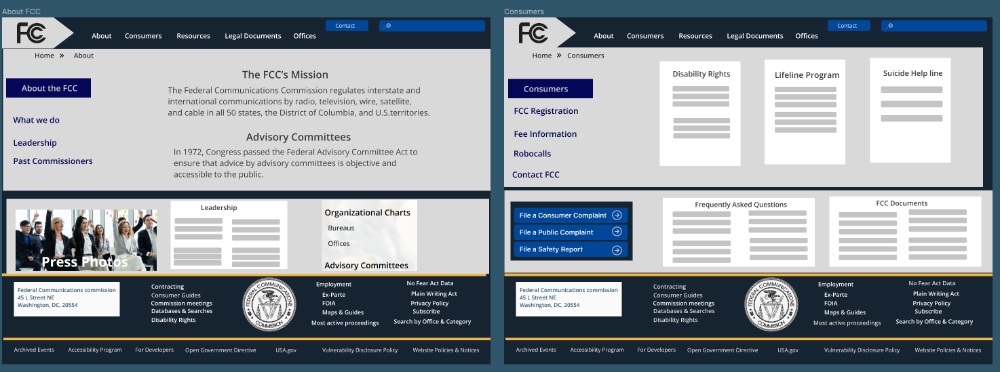 About FCC
FCC
Contact
About Consumers Resources Legal Documents Offices
Home » About
About the FCC
What we do
Leadership
Past Commissioners
The FCC's Mission
The Federal Communications Commission regulates interstate and
international communications by radio, television, wire, satellite,
and cable in all 50 states, the District of Columbia, and U.S.territories.
Advisory Committees
In 1972, Congress passed the Federal Advisory Committee Act to
ensure that advice by advisory committees is objective and
accessible to the public.
Press Photos
Leadership
Organizational Charts
Bureaus
Offices
Advisory Committees
Federal Communications commission
45 L Street NE
Washington, DC, 20554
Contracting
Consumer Guides
Commission meetings
Databases & Searches
Disability Rights
FEDERAL COMMUNICATIONS COMMISSION
Employment
Ex-Parte
FOIA
Maps & Guides
Most active proceedings
No Fear Act Data
Plain Writing Act
Privacy Policy
Subscribe
Search by Office & Category
Archived Events Accessibility Program For Developers Open Government Directive USA.gov Vulnerability Disclosure Policy Website Policies & Notices
Consumers
FCC
Contact
About Consumers Resources Legal Documents Offices
Home » Consumers
Consumers
FCC Registration
Fee Information
Robocalls
Contact FCC
Disability Rights
Lifeline Program
Suicide Help line
File a Consumer Complaint
File a Public Complaint
File a Safety Report
Frequently Asked Questions
FCC Documents
Federal Communications commission
45 L Street NE
Washington, DC, 20554
Contracting
Consumer Guides
Commission meetings
Databases & Searches
Disability Rights
FEDERAL COMMUNICATIONS COMMISSION
Employment
Ex-Parte
FOIA
Maps & Guides
Most active proceedings
No Fear Act Data
Plain Writing Act
Privacy Policy
Subscribe
Search by Office & Category
Archived Events Accessibility Program For Developers Open Government Directive USA.gov Vulnerability Disclosure Policy Website Policies & Notices